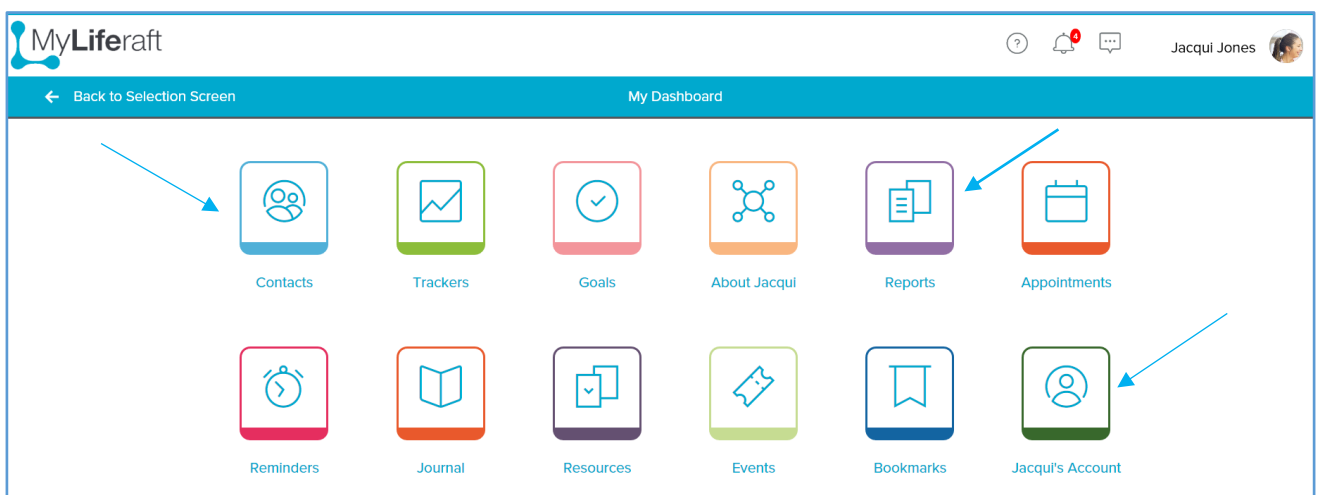 MyLiferaft
? 4 Jacqui Jones
Back to Selection Screen My Dashboard
Contacts Trackers Goals About Jacqui Reports Appointments
Reminders Journal Resources Events Bookmarks Jacqui's Account